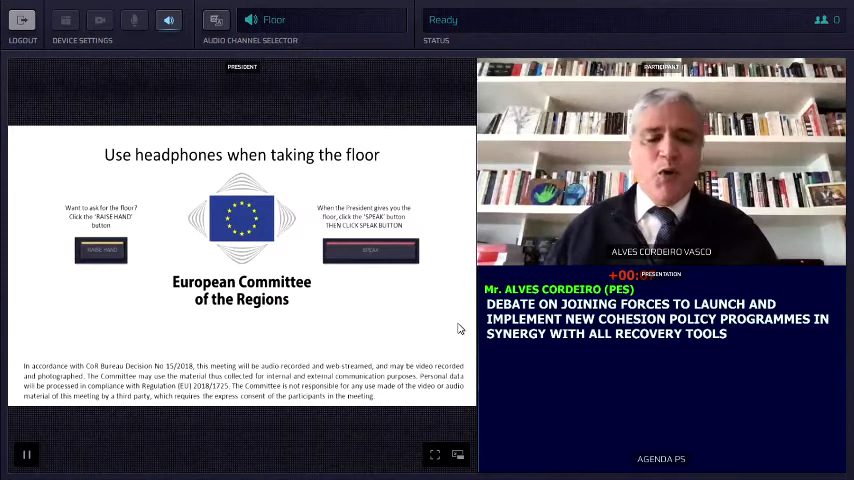 Floor
Ready
0
LOGOUT
DEVICE SETTINGS
AUDIO CHANNEL SELECTOR
STATUS
PRESIDENT
PARTICIPANT
Use headphones when taking the floor
Want to ask for the floor?
Click the 'RAISE HAND'
button
RAISE HAND
When the President gives you the
floor, click the 'SPEAK' button
THEN CLICK SPEAK BUTTON
SPEAK
European Committee
of the Regions
In accordance with CoR Bureau Decision No 15/2018, this meeting will be audio-recorded and web-streamed, and may be video recorded
and photographed. The Committee may use the material thus collected for internal and external communication purposes. Personal data
will be processed in compliance with Regulation (EU) 2018/1725. The Committee is not responsible for any use made of the video or audio
material of this meeting by a third party, which requires the express consent of the participants in the meeting.
ALVES CORDEIRO VASCO
PRESENTATION
Mr. ALVES CORDEIRO (PES)
DEBATE ON JOINING FORCES TO LAUNCH AND
IMPLEMENT NEW COHESION POLICY PROGRAMMES IN
SYNERGY WITH ALL RECOVERY TOOLS
AGENDA PS